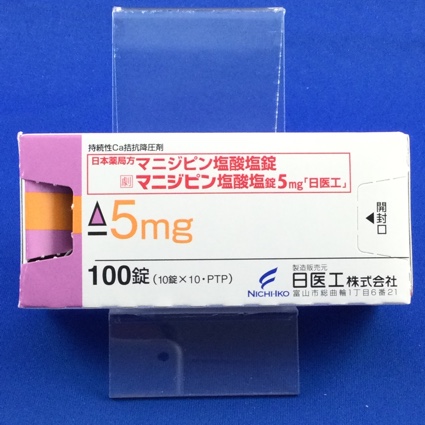 持続性Ca拮抗降圧剤
日本薬局方 マニジピン塩酸塩錠
劇 マニジピン塩酸塩錠5mg「日医工」
5mg
開封口
100錠 (10錠×10・PTP)
NICHI-IKO
製造販売元
日医工株式会社
富山市総曲輪1丁目6番21